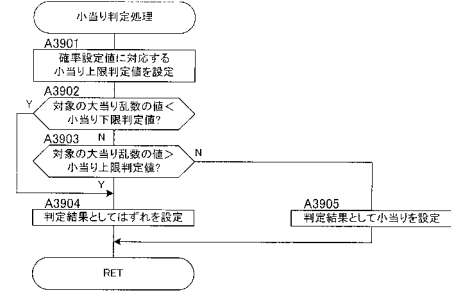 小当り判定処理
A3901
確率設定値に対応する
小当り上限判定値を設定
A3902
Y
対象の大当り乱数の値<
小当り下限判定値?
A3903
N
対象の大当り乱数の値>
小当り上限判定値?
N
Y
A3904
判定結果としてはずれを設定
A3905
判定結果として小当りを設定
RET